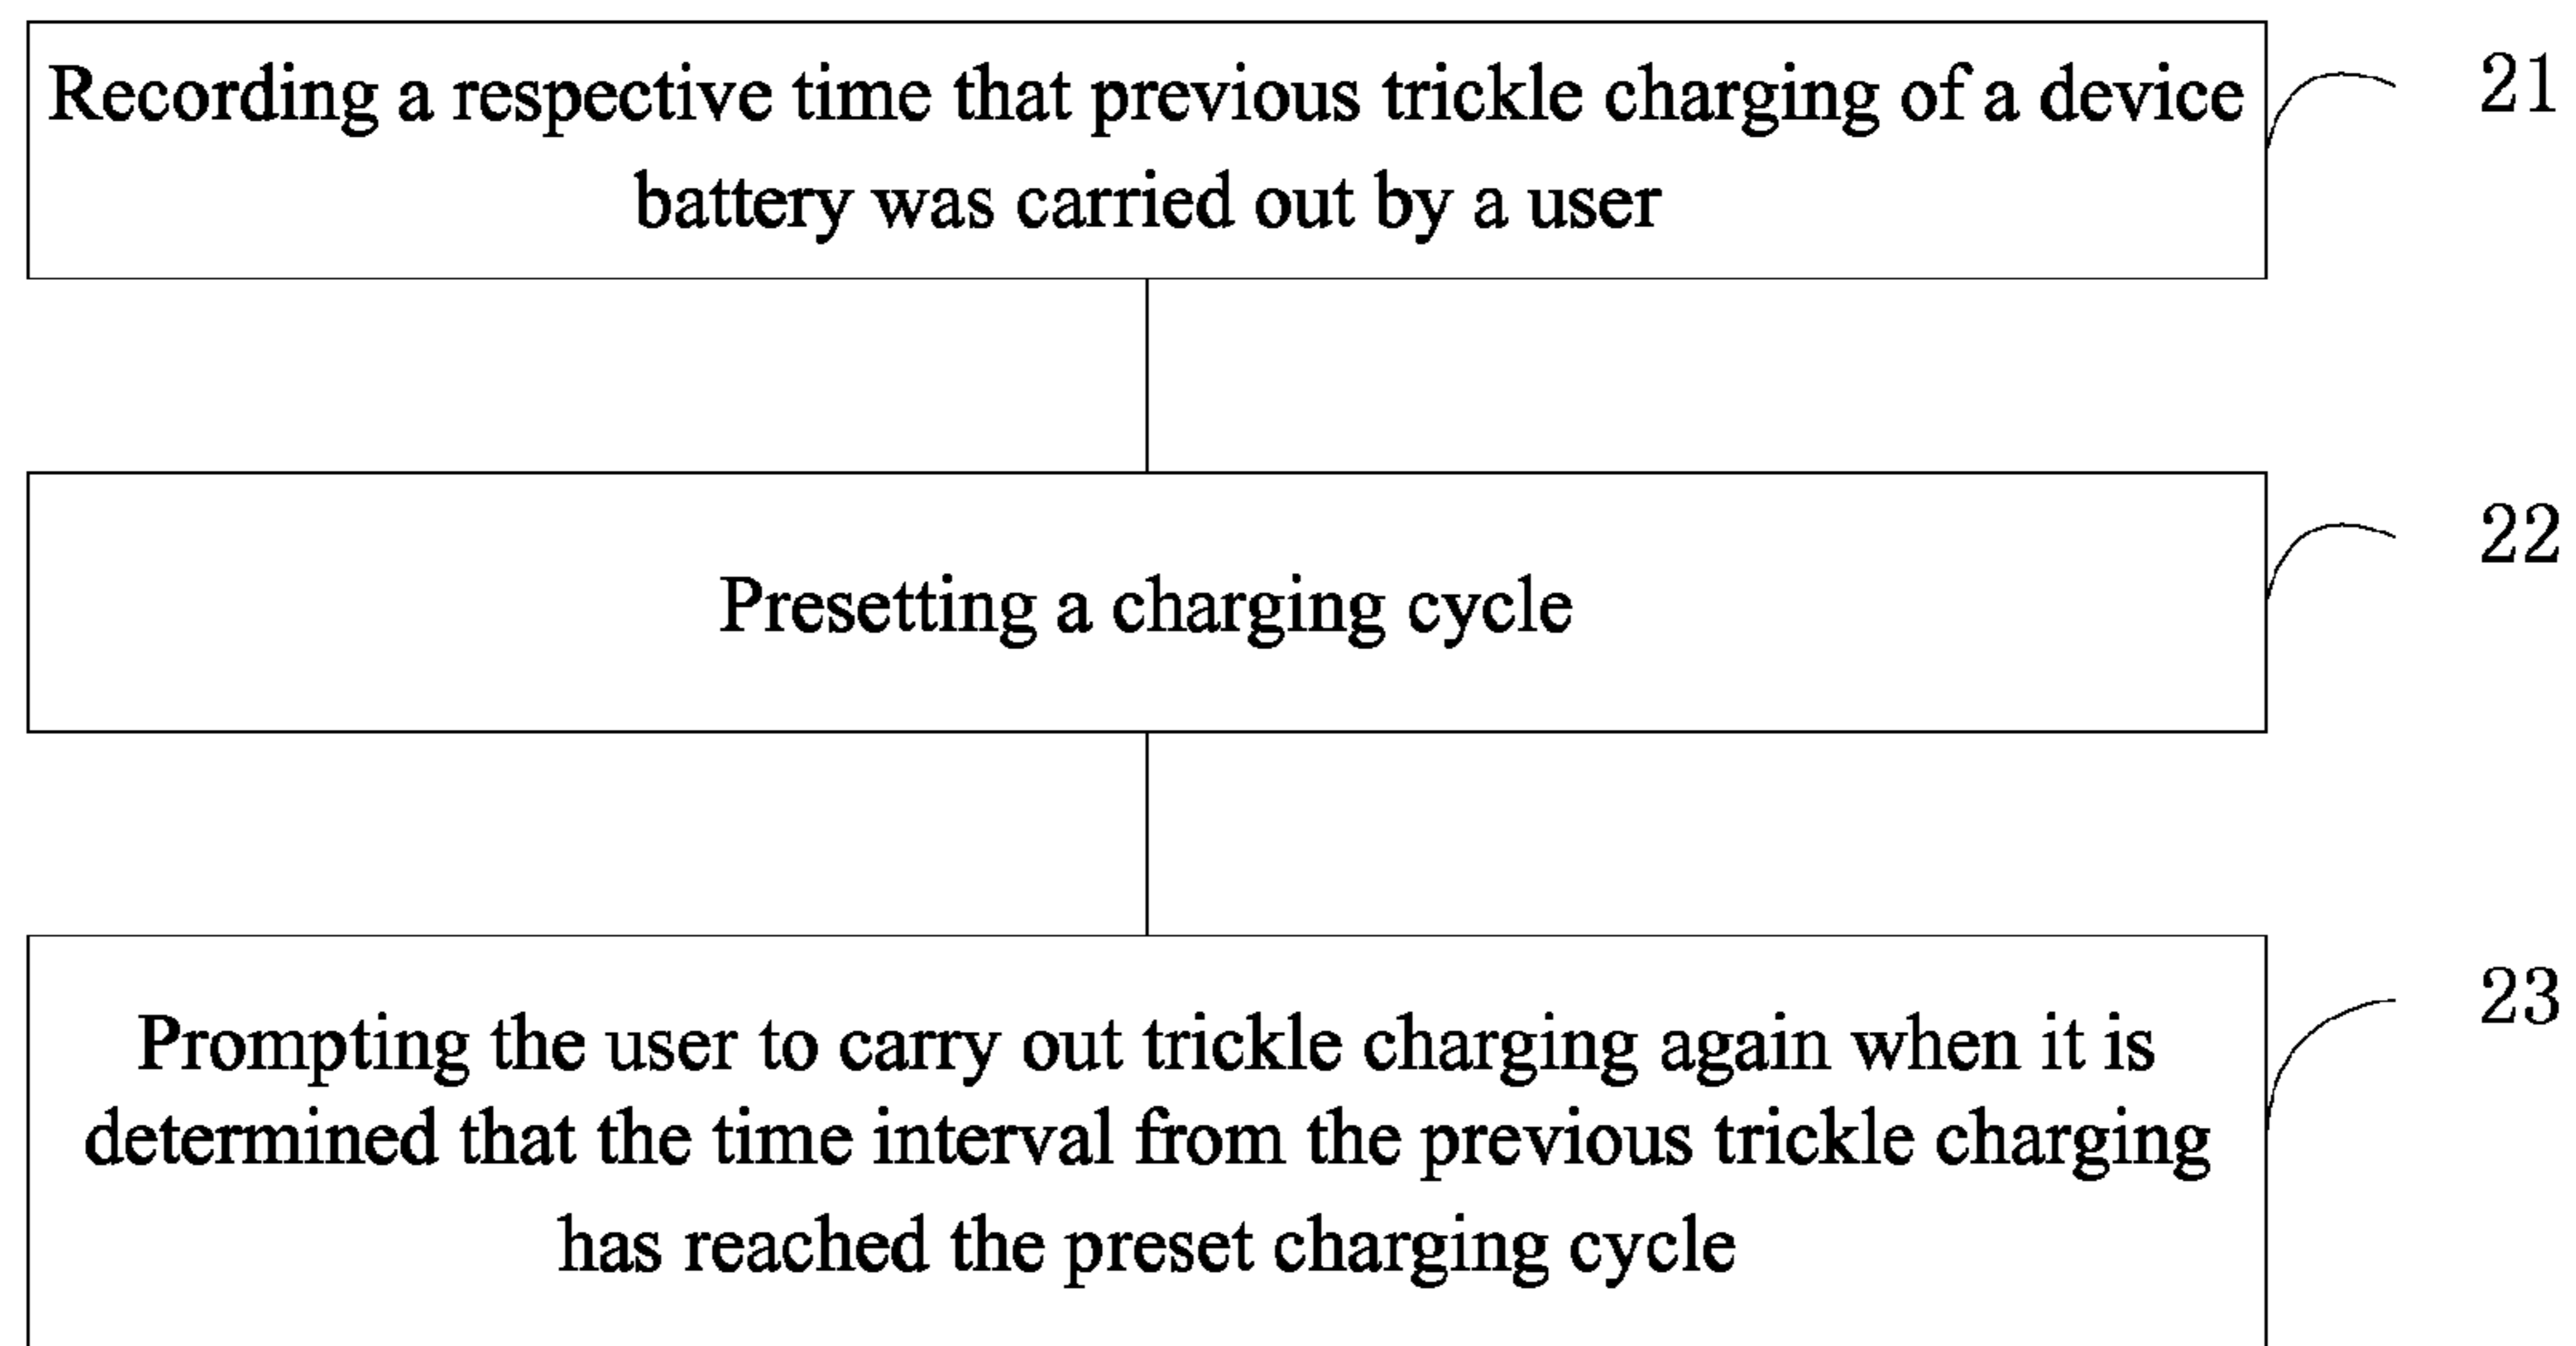 Recording a respective time that previous trickle charging of a device
battery was carried out by a user
21
Presetting a charging cycle
22
Prompting the user to carry out trickle charging again when it is
determined that the time interval from the previous trickle charging
has reached the preset charging cycle
23